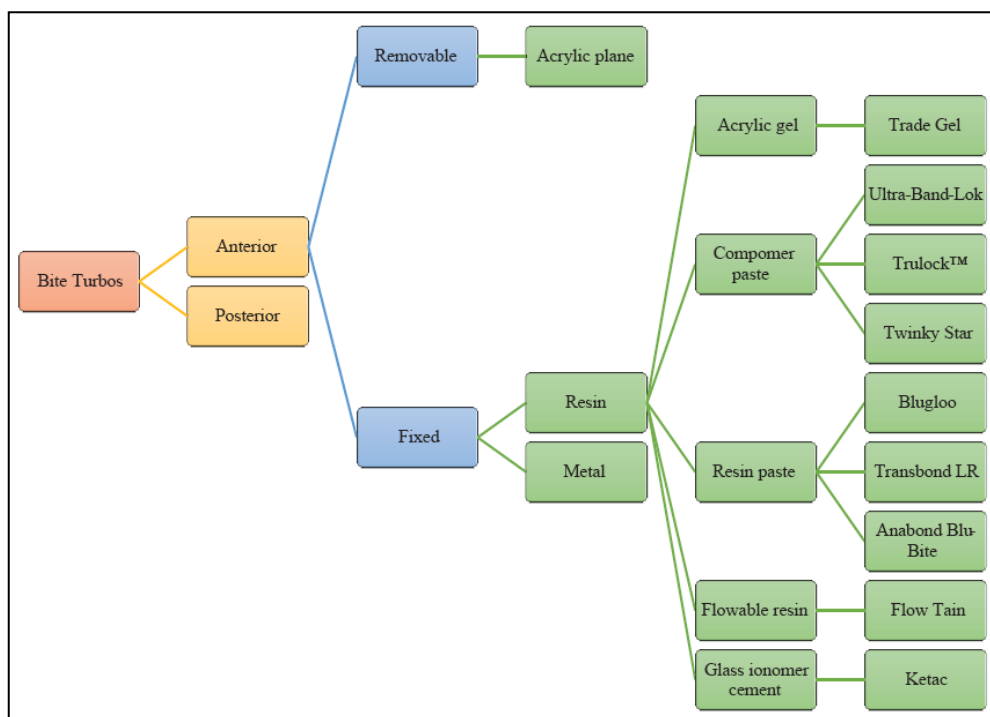 Removable
Acrylic plane
Acrylic gel
Trade Gel
Ultra-Band-Lok
Anterior
Compomer
paste
Trulock™
Bite Turbos
Posterior
Twinky Star
Resin
Blugloo
Fixed
Metal
Resin paste
Transbond LR
Anabond Blu-
Bite
Flowable resin
Flow Tain
Glass ionomer
cement
Ketac